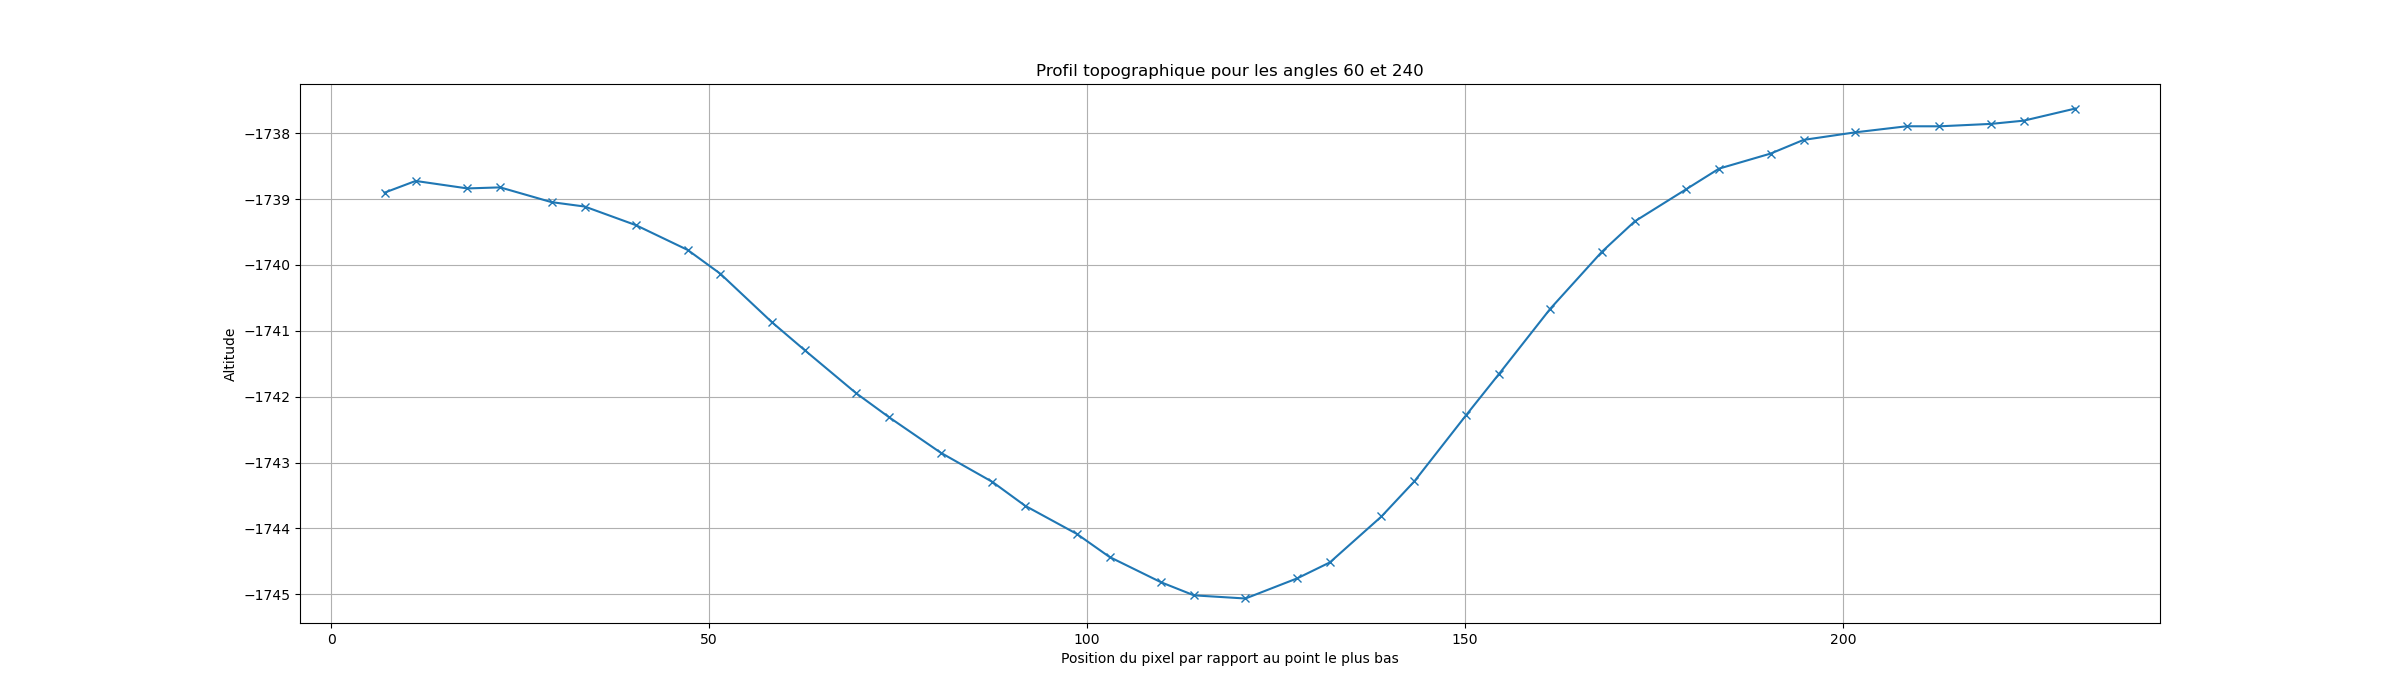 Profil topographique pour les angles 60 et 240
Altitude
−1738
−1739
−1740
−1741
−1742
−1743
−1744
−1745
0 50 100 150 200
Position du pixel par rapport au point le plus bas